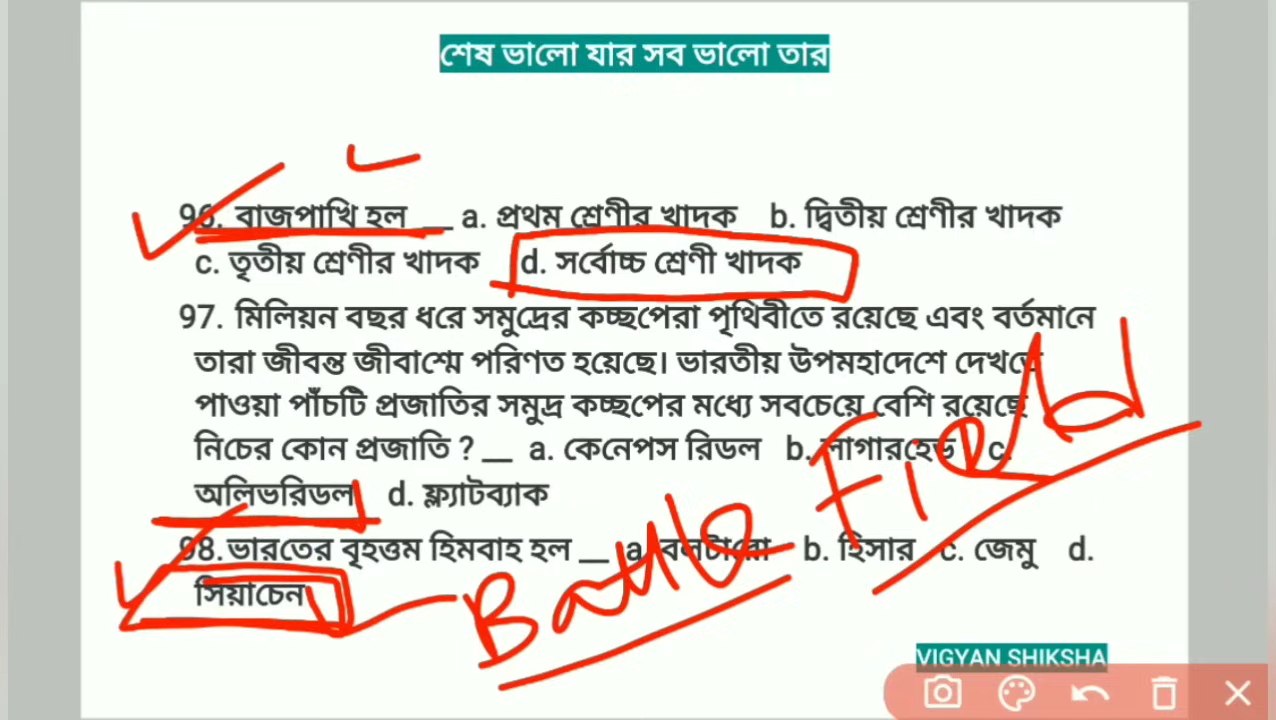 শেষ ভালো যার সব ভালো তার
96. বাজপাখি হল __ a. প্রথম শ্রেণীর খাদক b. দ্বিতীয় শ্রেণীর খাদক
c. তৃতীয় শ্রেণীর খাদক d. সর্বোচ্চ শ্রেণী খাদক
97. মিলিয়ন বছর ধরে সমুদ্রের কচ্ছপেরা পৃথিবীতে রয়েছে এবং বর্তমানে
তারা জীবন্ত জীবাশ্মে পরিণত হয়েছে। ভারতীয় উপমহাদেশে দেখতে
পাওয়া পাঁচটি প্রজাতির সমুদ্র কচ্ছপের মধ্যে সবচেয়ে বেশি রয়েছে
নিচের কোন প্রজাতি ? __ a. কেনেপস রিডল b. লাগারহেড c.
অলিভরিডল d. ফ্ল্যাটব্যাক
98. ভারতের বৃহত্তম হিমবাহ হল __ a. বলটারো b. হিসার c. জেমু d.
সিয়াচেন
Battle Field
VIGYAN SHIKSHA